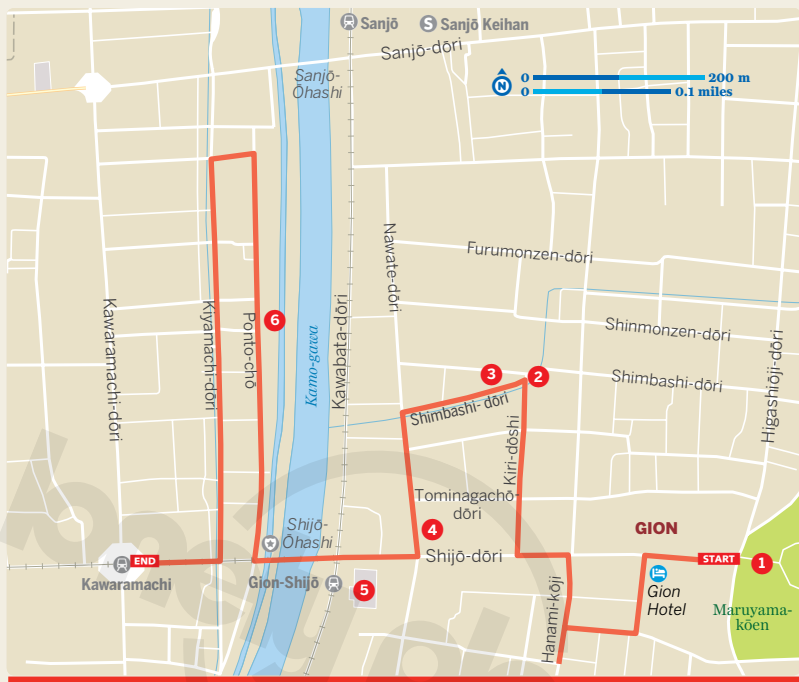 Sanjō
S Sanjō Keihan
Sanjō-dōri
Sanjō-
Ōhashi
N
0 200 m
0 0.1 miles
Nawate-dōri
Furumonzen-dōri
Kawaramachi-dōri
Kiyamachi-dōri
Ponto-chō
6
Kamo-gawa
Kawabata-dōri
Shinmonzen-dōri
Higashiōji-dōri
3
2
Shimbashi-dōri
Shimbashi-dōri
Kiri-dōshi
Tominagachō-
dōri
4
Shijō-
Ōhashi
GION
Shijō-dōri
END
START
1
Kawaramachi
Gion-Shijō
5
Hanami-kōji
Gion
Hotel
Maruyama-
kōen
lonely pl